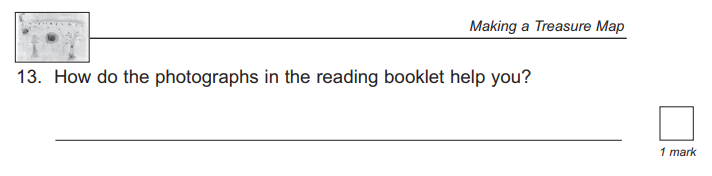 Making a Treasure Map
13. How do the photographs in the reading booklet help you?
1 mark